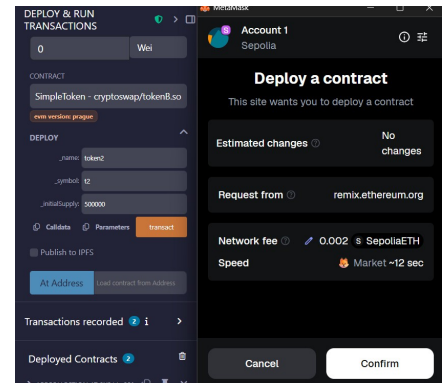 DEPLOY & RUN
TRANSACTIONS
0
Wei
CONTRACT
SimpleToken - cryptoswap/tokenB.so
evm version: prague
DEPLOY
_name: token2
_symbol: t2
_initialSupply: 500000
Calldata
Parameters
transact
Publish to IPFS
At Address
Load contract from Address
Transactions recorded 2 i
Deployed Contracts 2
MetaMask
S
Account 1
Sepolia
Deploy a contract
This site wants you to deploy a contract
Estimated changes
No
changes
Request from
remix.ethereum.org
Network fee
0.002 S SepoliaETH
Speed
Market ~12 sec
Cancel
Confirm